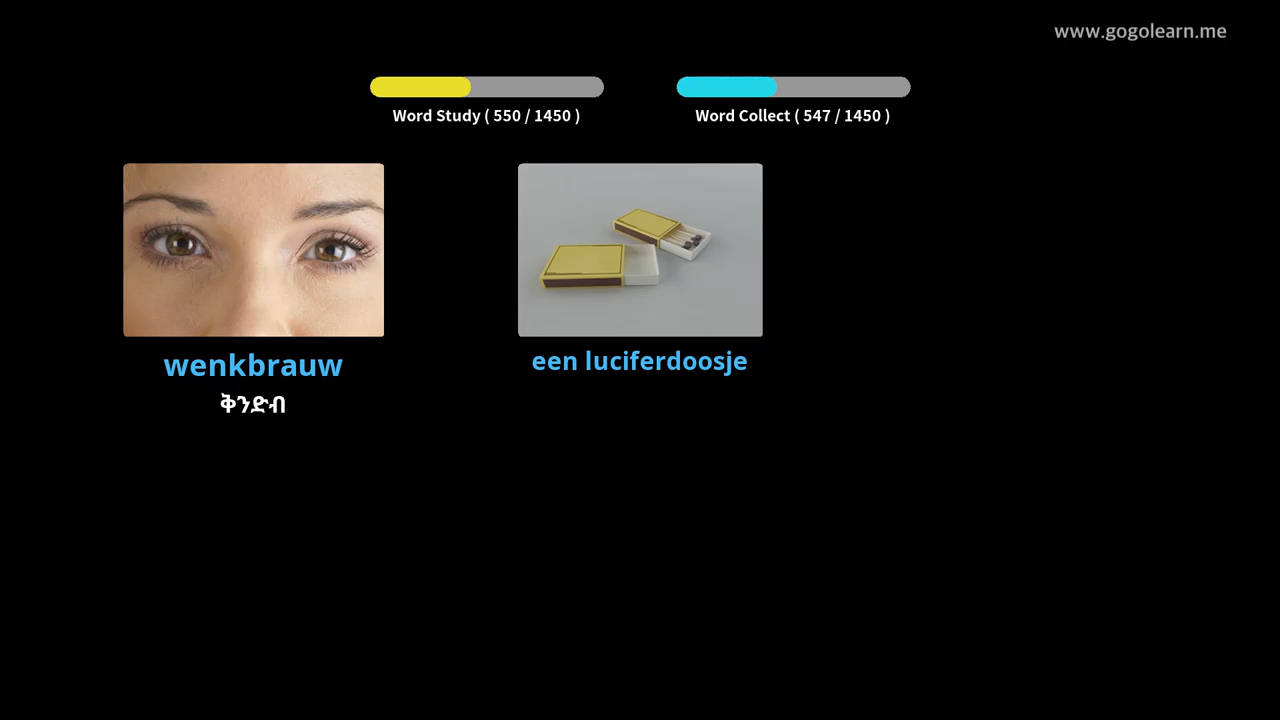 www.gogolearn.me
Word Study ( 550 / 1450 )
Word Collect ( 547 / 1450 )
wenkbrauw
ቅንድብ
een luciferdoosje